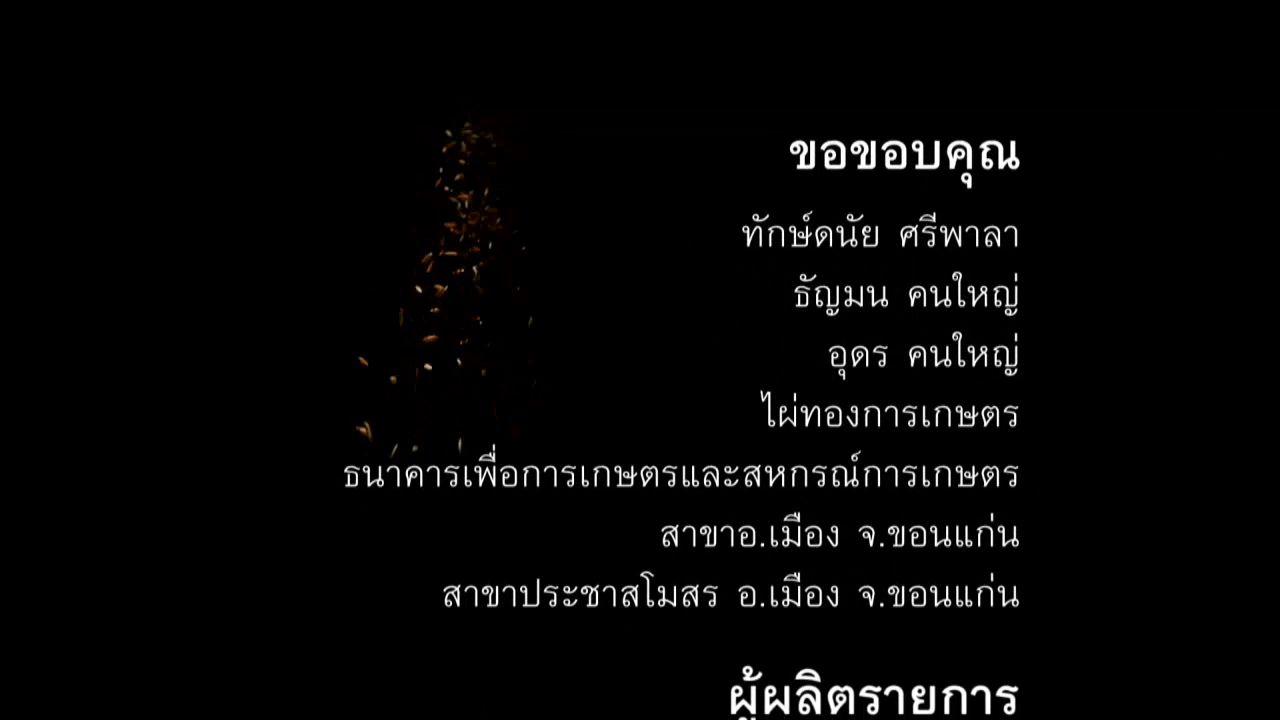 ขอขอบคุณ
ทักษ์ดนัย ศรีพาลา
ธัญมน คนใหญ่
อุดร คนใหญ่
ไผ่ทองการเกษตร
ธนาคารเพื่อการเกษตรและสหกรณ์การเกษตร
สาขาอ.เมือง จ.ขอนแก่น
สาขาประชาสโมสร อ.เมือง จ.ขอนแก่น
ผู้ผลิตรายการ